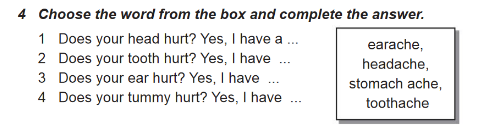 4 Choose the word from the box and complete the answer.
1 Does your head hurt? Yes, I have a ...
2 Does your tooth hurt? Yes, I have ...
3 Does your ear hurt? Yes, I have ...
4 Does your tummy hurt? Yes, I have ...
earache,
headache,
stomach ache,
toothache